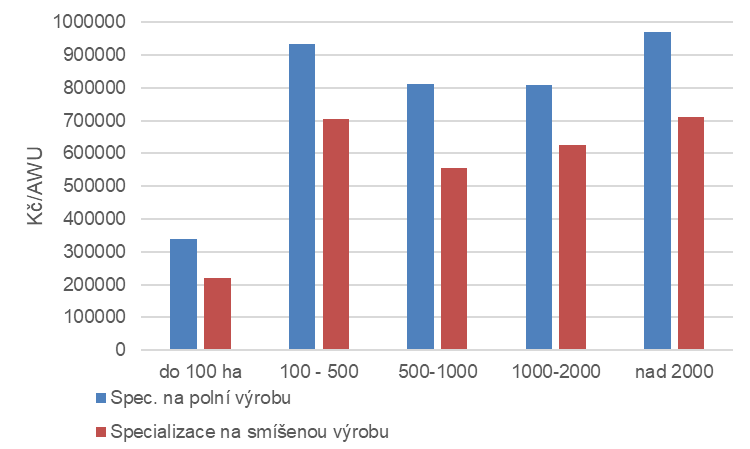 1000000
900000
800000
700000
600000
500000
400000
300000
200000
100000
0
Kč/AWU
do 100 ha
100 - 500
500-1000
1000-2000
nad 2000
Spec. na polní výrobu
Specializace na smíšenou výrobu